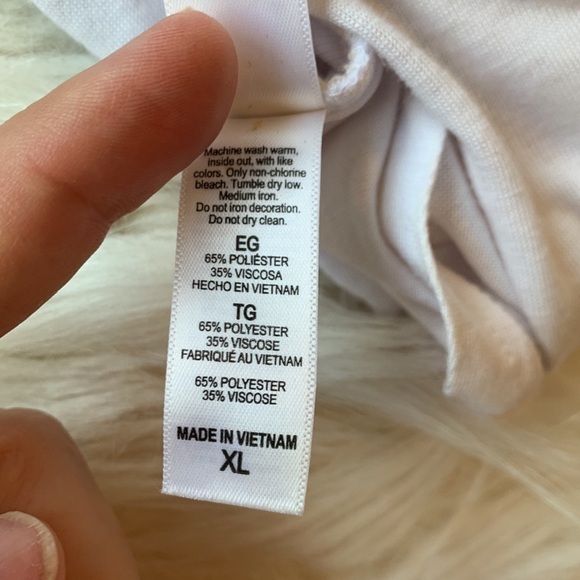 Machine wash warm,
inside out, with like
colors. Only non-chlorine
bleach. Tumble dry low.
Medium iron.
Do not iron decoration.
Do not dry clean.
EG
65% POLIÉSTER
35% VISCOSA
HECHO EN VIETNAM
TG
65% POLYESTER
35% VISCOSE
FABRIQUÉ AU VIETNAM
65% POLYESTER
35% VISCOSE
MADE IN VIETNAM
XL